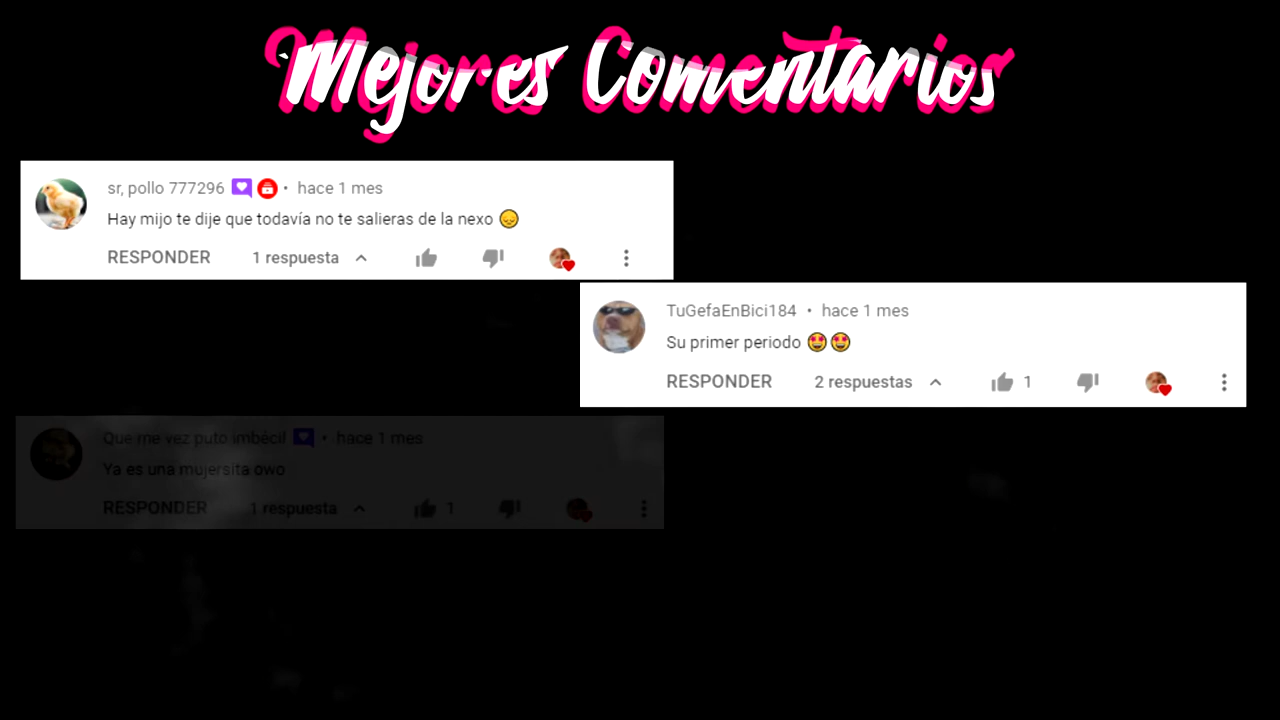 Mejores Comentarios
sr, pollo 777296 • hace 1 mes
Hay mijo te dije que todavía no te salieras de la nexo 😞
RESPONDER 1 respuesta
TuGefaEnBici184 • hace 1 mes
Su primer periodo 🤩🤩
RESPONDER 2 respuestas 1
Que me vez puto imbécil • hace 1 mes
Ya es una mujersita owo
RESPONDER 1 respuesta 1